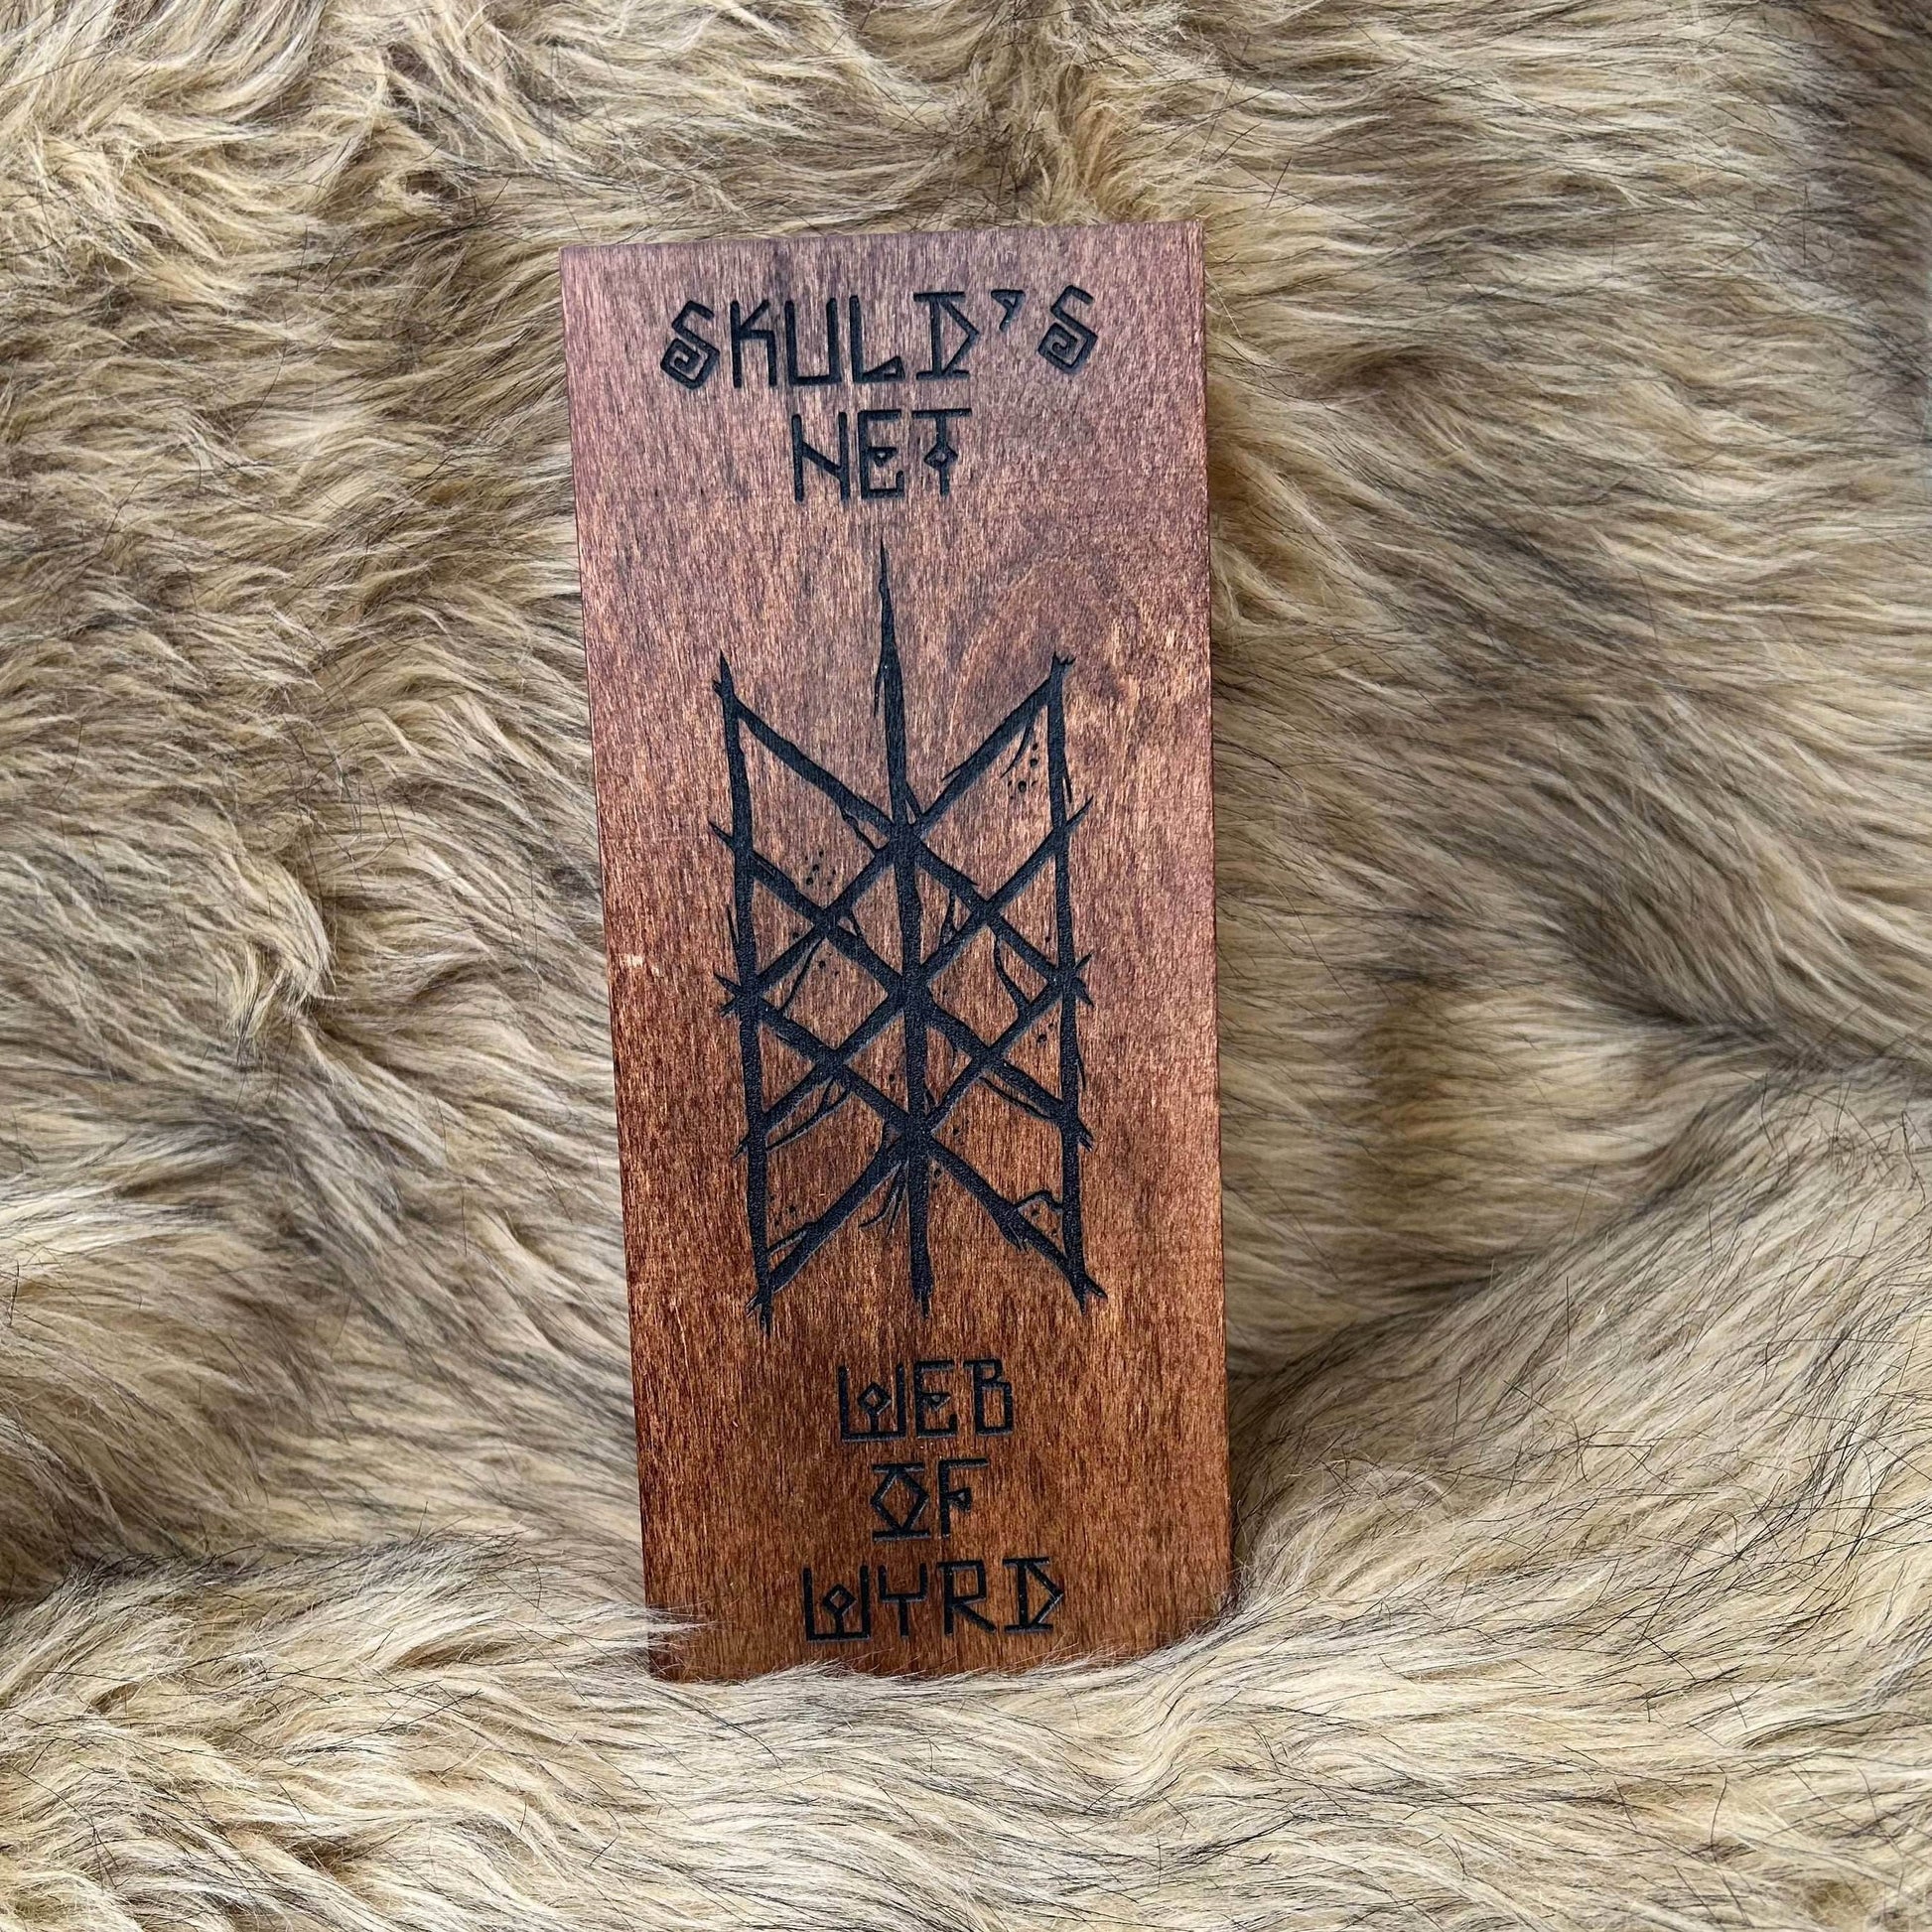 SKULD'S
NET
WEB
OF
WYRD